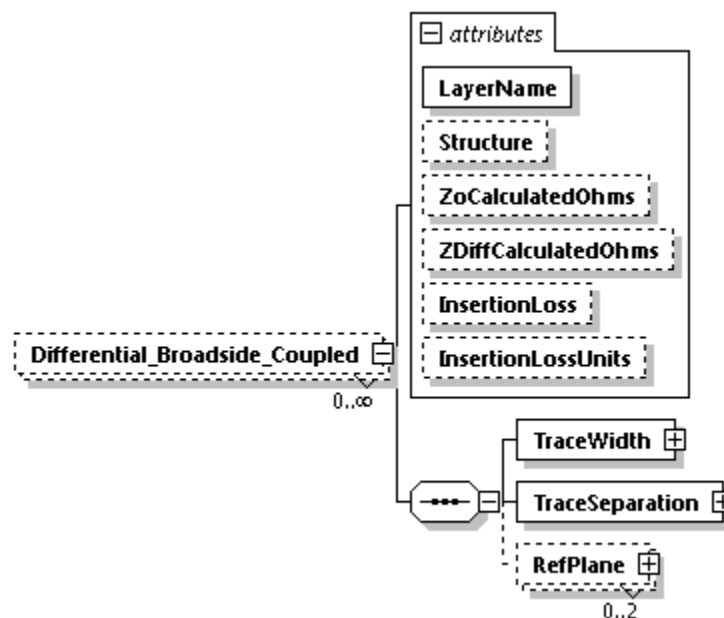 attributes
LayerName
Structure
ZoCalculatedOhms
ZDiffCalculatedOhms
InsertionLoss
InsertionLossUnits
Differential_Broadside_Coupled
0..∞
TraceWidth
TraceSeparation
RefPlane
0..2